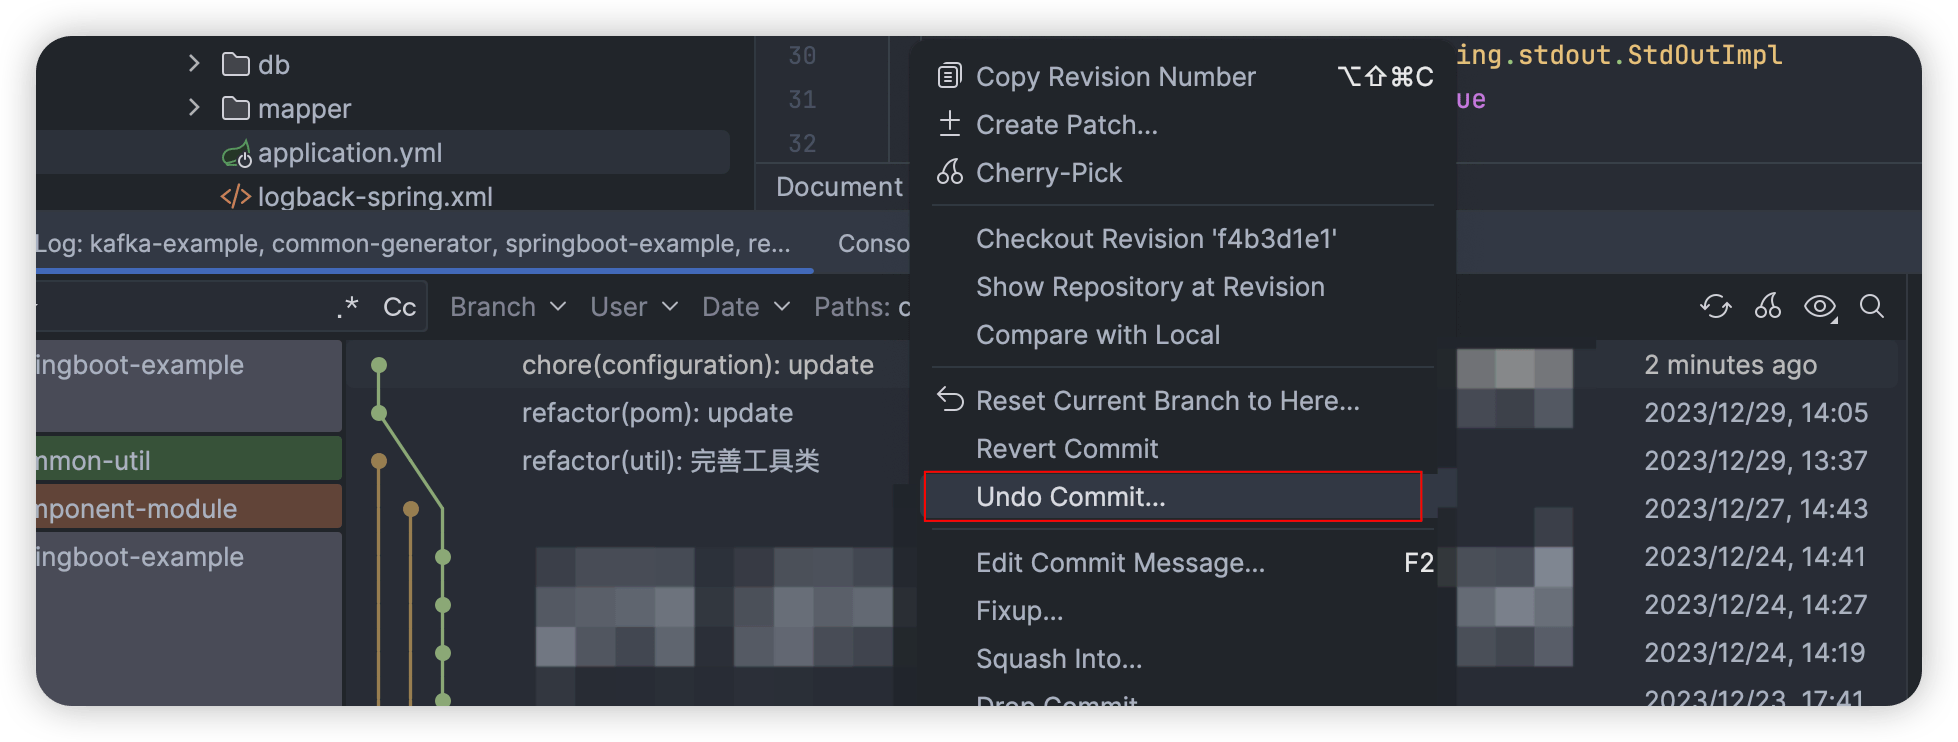 db
mapper
application.yml
logback-spring.xml
30
31
32
ing.stdout.StdOutImpl
ue
Document
Log: kafka-example, common-generator, springboot-example, re...
Conso
.* Cc Branch User Date Paths: c
ingboot-example
mmon-util
mponent-module
ingboot-example
chore(configuration): update
refactor(pom): update
refactor(util): 完善工具类
Copy Revision Number ⌥⇧⌘C
Create Patch...
Cherry-Pick
Checkout Revision 'f4b3d1e1'
Show Repository at Revision
Compare with Local
Reset Current Branch to Here...
Revert Commit
Undo Commit...
Edit Commit Message... F2
Fixup...
Squash Into...
Drop Commit
2 minutes ago
2023/12/29, 14:05
2023/12/29, 13:37
2023/12/27, 14:43
2023/12/24, 14:41
2023/12/24, 14:27
2023/12/24, 14:19
2023/12/23, 17:41